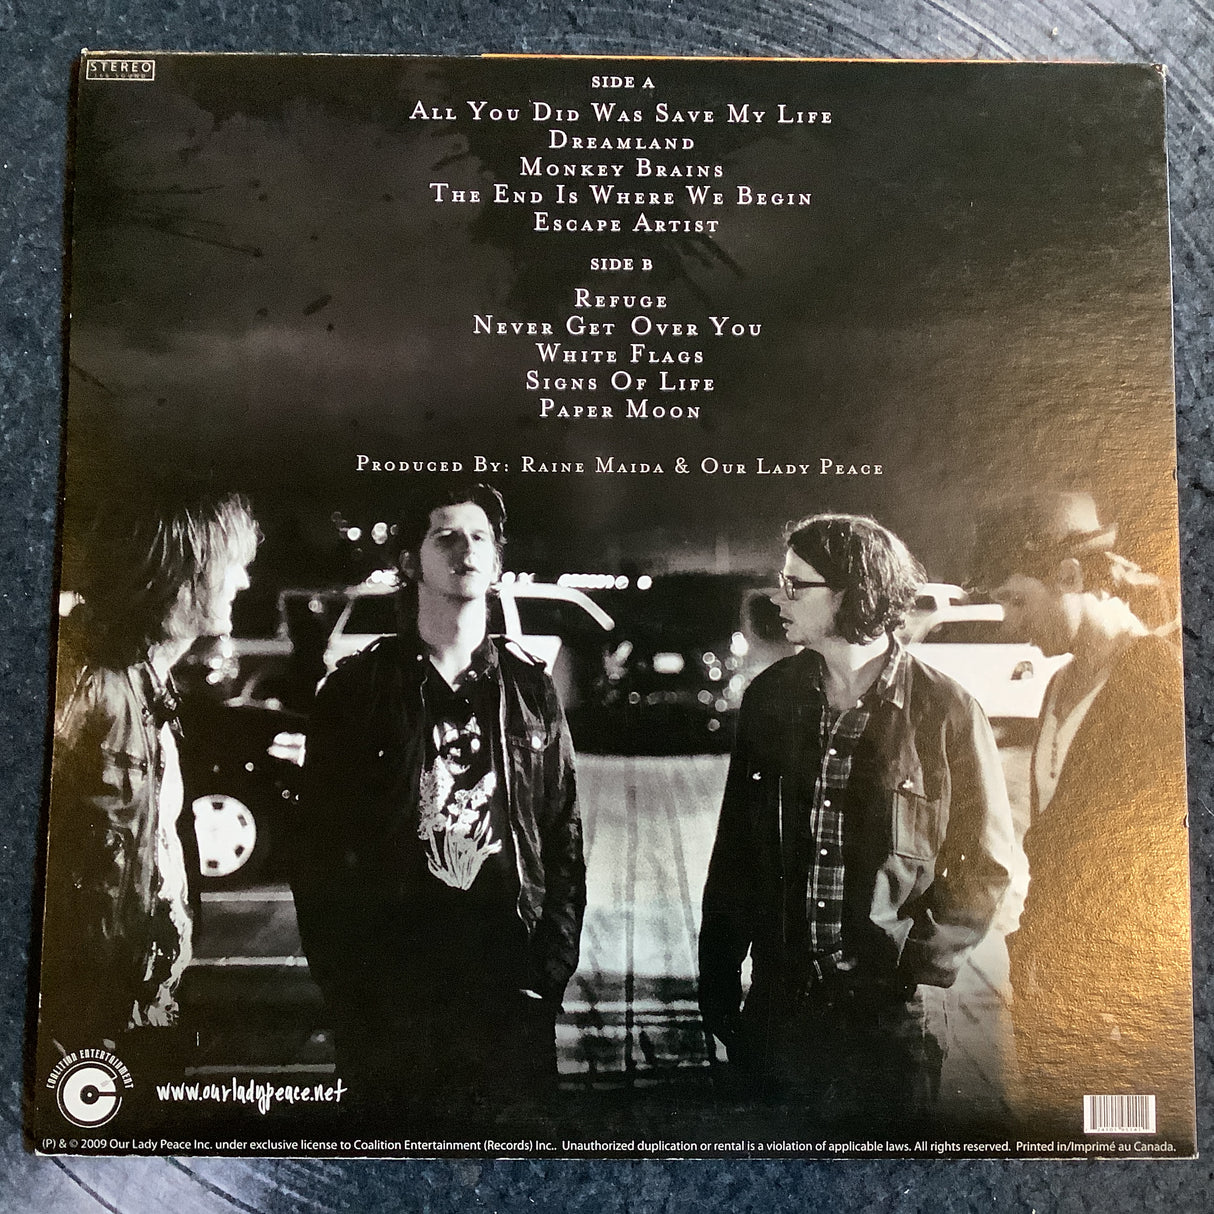 STEREO
SIDE A
All You Did Was Save My Life
Dreamland
Monkey Brains
The End Is Where We Begin
Escape Artist
SIDE B
Refuge
Never Get Over You
White Flags
Signs Of Life
Paper Moon
Produced By: Raine Maida & Our Lady Peace
COALITION ENTERTAINMENT
www.ourladypeace.net
(P) & © 2009 Our Lady Peace Inc. under exclusive license to Coalition Entertainment (Records) Inc.. Unauthorized duplication or rental is a violation of applicable laws. All rights reserved. Printed in/Imprimé au Canada.